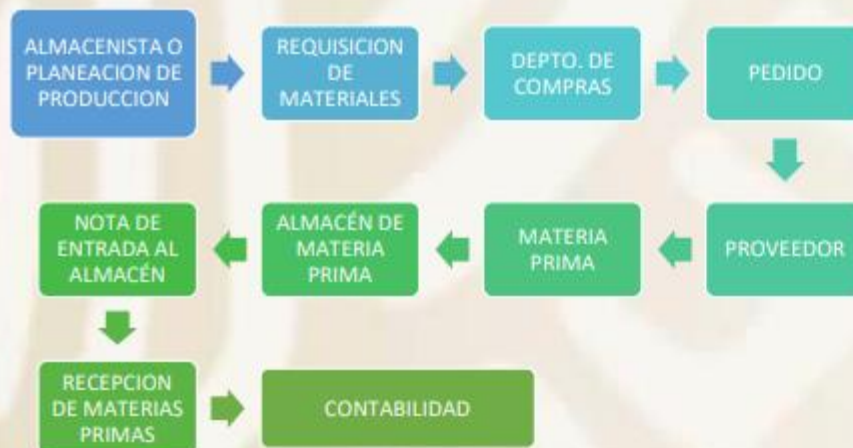 ALMACENISTA O
PLANEACION DE
PRODUCCION
REQUISICION
DE
MATERIALES
DEPTO. DE
COMPRAS
PEDIDO
PROVEEDOR
MATERIA
PRIMA
ALMACÉN DE
MATERIA
PRIMA
NOTA DE
ENTRADA AL
ALMACÉN
RECEPCION
DE MATERIAS
PRIMAS
CONTABILIDAD